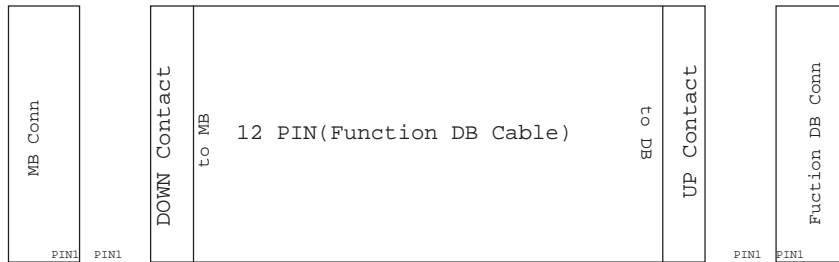 MB Conn
PIN1
PIN1
DOWN Contact
to MB
12 PIN(Function DB Cable)
to DB
UP Contact
PIN1
PIN1
Fuction DB Conn